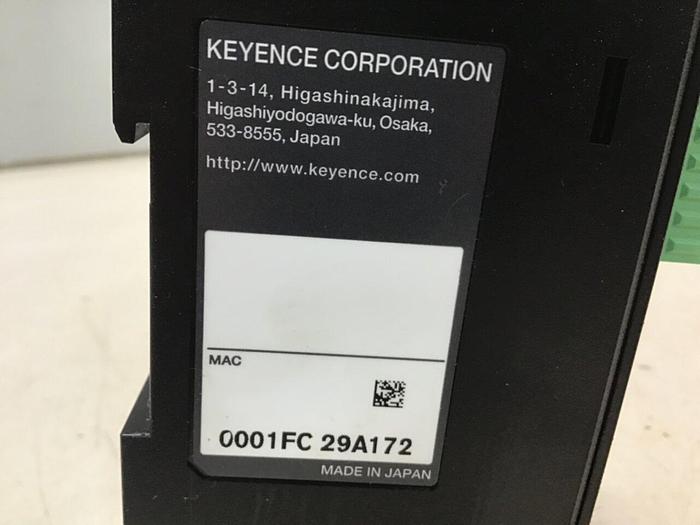 KEYENCE CORPORATION
1-3-14, Higashinakajima,
Higashiyodogawa-ku, Osaka,
533-8555, Japan
http://www.keyence.com
MAC
0001FC 29A172
MADE IN JAPAN